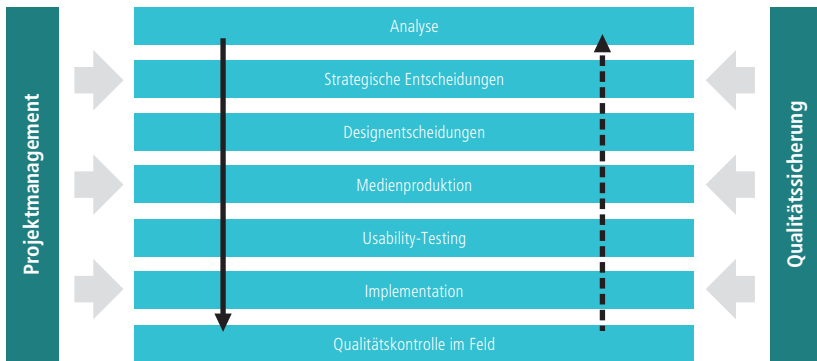 Projektmanagement
Analyse
Strategische Entscheidungen
Designentscheidungen
Medienproduktion
Usability-Testing
Implementation
Qualitätskontrolle im Feld
Qualitätssicherung